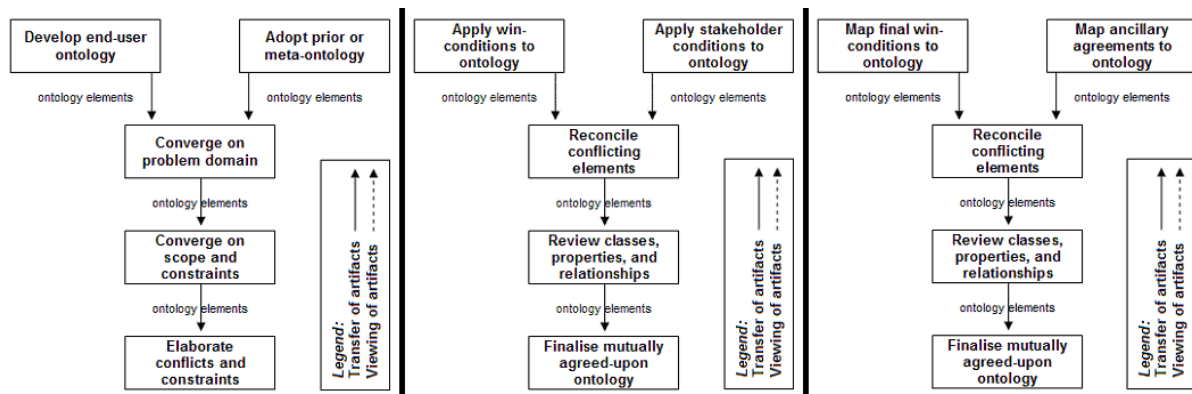 Develop end-user
ontology
Adopt prior or
meta-ontology
ontology elements
ontology elements
Converge on
problem domain
ontology elements
Converge on
scope and
constraints
ontology elements
Elaborate
conflicts and
constraints
Legend:
Transfer of artifacts
Viewing of artifacts
Apply win-
conditions to
ontology
Apply stakeholder
conditions to
ontology
ontology elements
ontology elements
Reconcile
conflicting
elements
ontology elements
Review classes,
properties, and
relationships
ontology elements
Finalise mutually
agreed-upon
ontology
Legend:
Transfer of artifacts
Viewing of artifacts
Map final win-
conditions to
ontology
Map ancillary
agreements to
ontology
ontology elements
ontology elements
Reconcile
conflicting
elements
ontology elements
Review classes,
properties, and
relationships
ontology elements
Finalise mutually
agreed-upon
ontology
Legend:
Transfer of artifacts
Viewing of artifacts